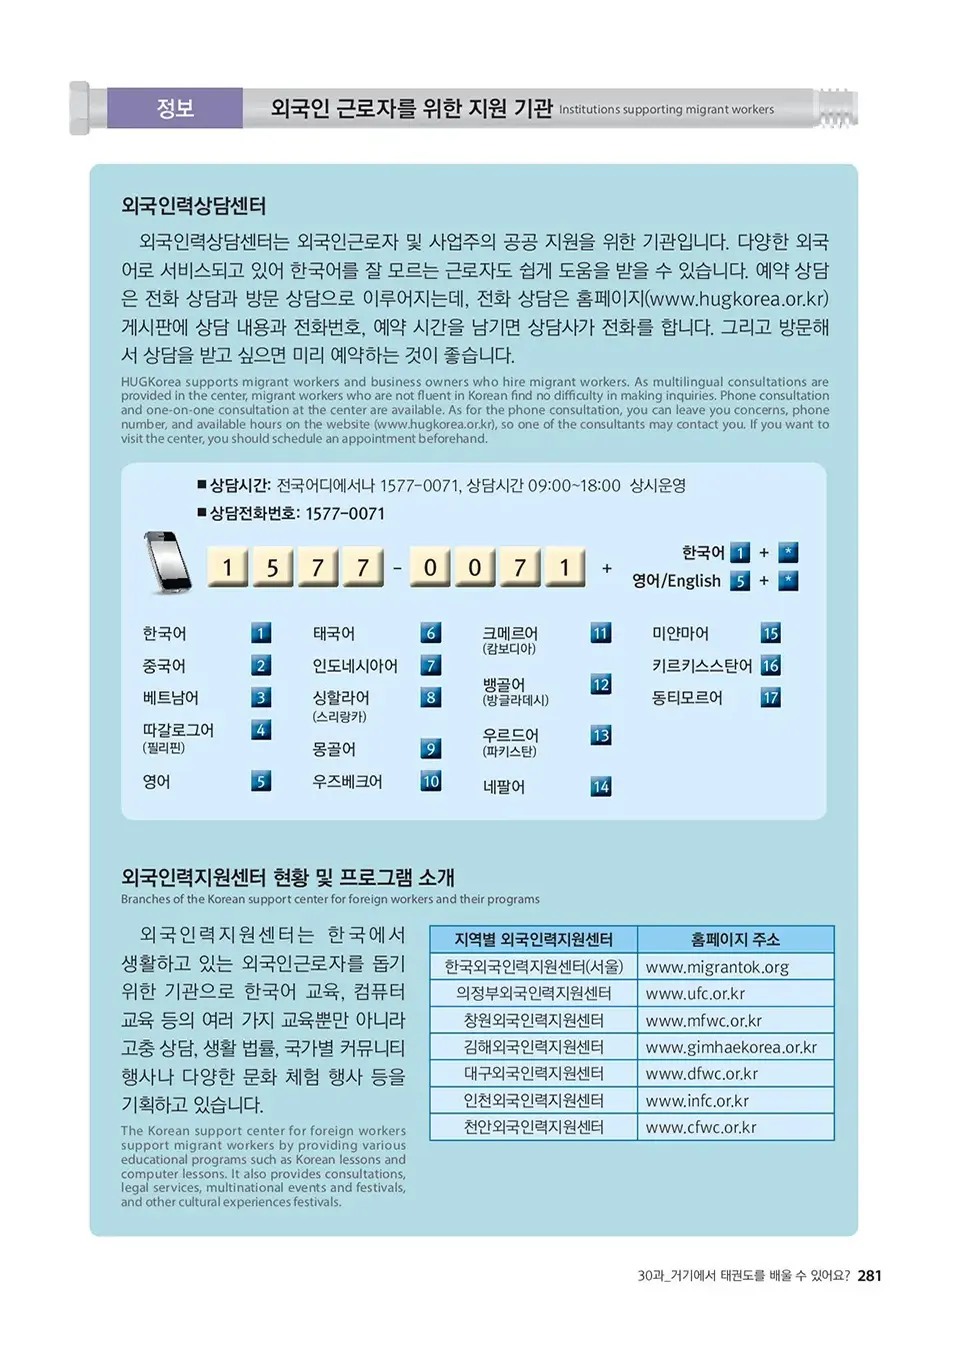 정보
외국인 근로자를 위한 지원 기관 Institutions supporting migrant workers
외국인력상담센터
외국인력상담센터는 외국인근로자 및 사업주의 공공 지원을 위한 기관입니다. 다양한 외국
어로 서비스되고 있어 한국어를 잘 모르는 근로자도 쉽게 도움을 받을 수 있습니다. 예약 상담
은 전화 상담과 방문 상담으로 이루어지는데, 전화 상담은 홈페이지(www.hugkorea.or.kr)
게시판에 상담 내용과 전화번호, 예약 시간을 남기면 상담사가 전화를 합니다. 그리고 방문해
서 상담을 받고 싶으면 미리 예약하는 것이 좋습니다.
HUGKorea supports migrant workers and business owners who hire migrant workers. As multilingual consultations are
provided in the center, migrant workers who are not fluent in Korean find no difficulty in making inquiries. Phone consultation
and one-on-one consultation at the center are available. As for the phone consultation, you can leave you concerns, phone
number, and available hours on the website (www.hugkorea.or.kr), so one of the consultants may contact you. If you want to
visit the center, you should schedule an appointment beforehand.
■ 상담시간: 전국어디에서나 1577-0071, 상담시간 09:00~18:00 상시운영
■ 상담전화번호: 1577-0071
1 5 7 7 - 0 0 7 1 +
한국어 1 + *
영어/English 5 + *
한국어 1
중국어 2
베트남어 3
따갈로그어 4
(필리핀)
영어 5
태국어 6
인도네시아어 7
싱할라어 8
(스리랑카)
몽골어 9
우즈베크어 10
크메르어 11
(캄보디아)
뱅골어 12
(방글라데시)
우르드어 13
(파키스탄)
네팔어 14
미얀마어 15
키르키스스탄어 16
동티모르어 17
외국인력지원센터 현황 및 프로그램 소개
Branches of the Korean support center for foreign workers and their programs
외국인력지원센터는 한국에서
생활하고 있는 외국인근로자를 돕기
위한 기관으로 한국어 교육, 컴퓨터
교육 등의 여러 가지 교육뿐만 아니라
고충 상담, 생활 법률, 국가별 커뮤니티
행사나 다양한 문화 체험 행사 등을
기획하고 있습니다.
The Korean support center for foreign workers
support migrant workers by providing various
educational programs such as Korean lessons and
computer lessons. It also provides consultations,
legal services, multinational events and festivals,
and other cultural experiences festivals.
지역별 외국인력지원센터 홈페이지 주소
한국외국인력지원센터(서울) www.migrantok.org
의정부외국인력지원센터 www.ufc.or.kr
창원외국인력지원센터 www.mfwc.or.kr
김해외국인력지원센터 www.gimhaekorea.or.kr
대구외국인력지원센터 www.dfwc.or.kr
인천외국인력지원센터 www.infc.or.kr
천안외국인력지원센터 www.cfwc.or.kr
30과_거기에서 태권도를 배울 수 있어요? 281